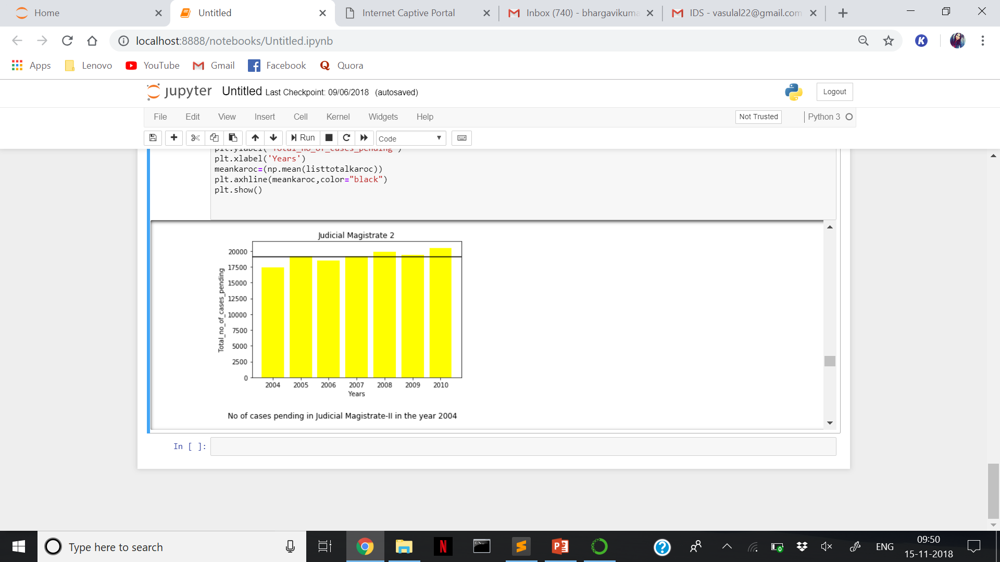 Home
Untitled
Internet Captive Portal
Inbox (740) - bhargavikuma
IDS - vasulal22@gmail.com
localhost:8888/notebooks/Untitled.ipynb
K
Apps
Lenovo
YouTube
Gmail
Facebook
Quora
jupyter Untitled Last Checkpoint: 09/06/2018 (autosaved)
Logout
File Edit View Insert Cell Kernel Widgets Help
Not Trusted
Python 3
Run
Code
plt.ylabel('Total_no_of_cases_pending')
plt.xlabel('Years')
meankaroc=(np.mean(listtotalkaroc))
plt.axhline(meankaroc,color="black")
plt.show()
Judicial Magistrate 2
20000
17500
15000
12500
10000
7500
5000
2500
0
Total_no_of_cases_pending
2004 2005 2006 2007 2008 2009 2010
Years
No of cases pending in Judicial Magistrate-II in the year 2004
In [ ]:
Type here to search
ENG
09:50
15-11-2018